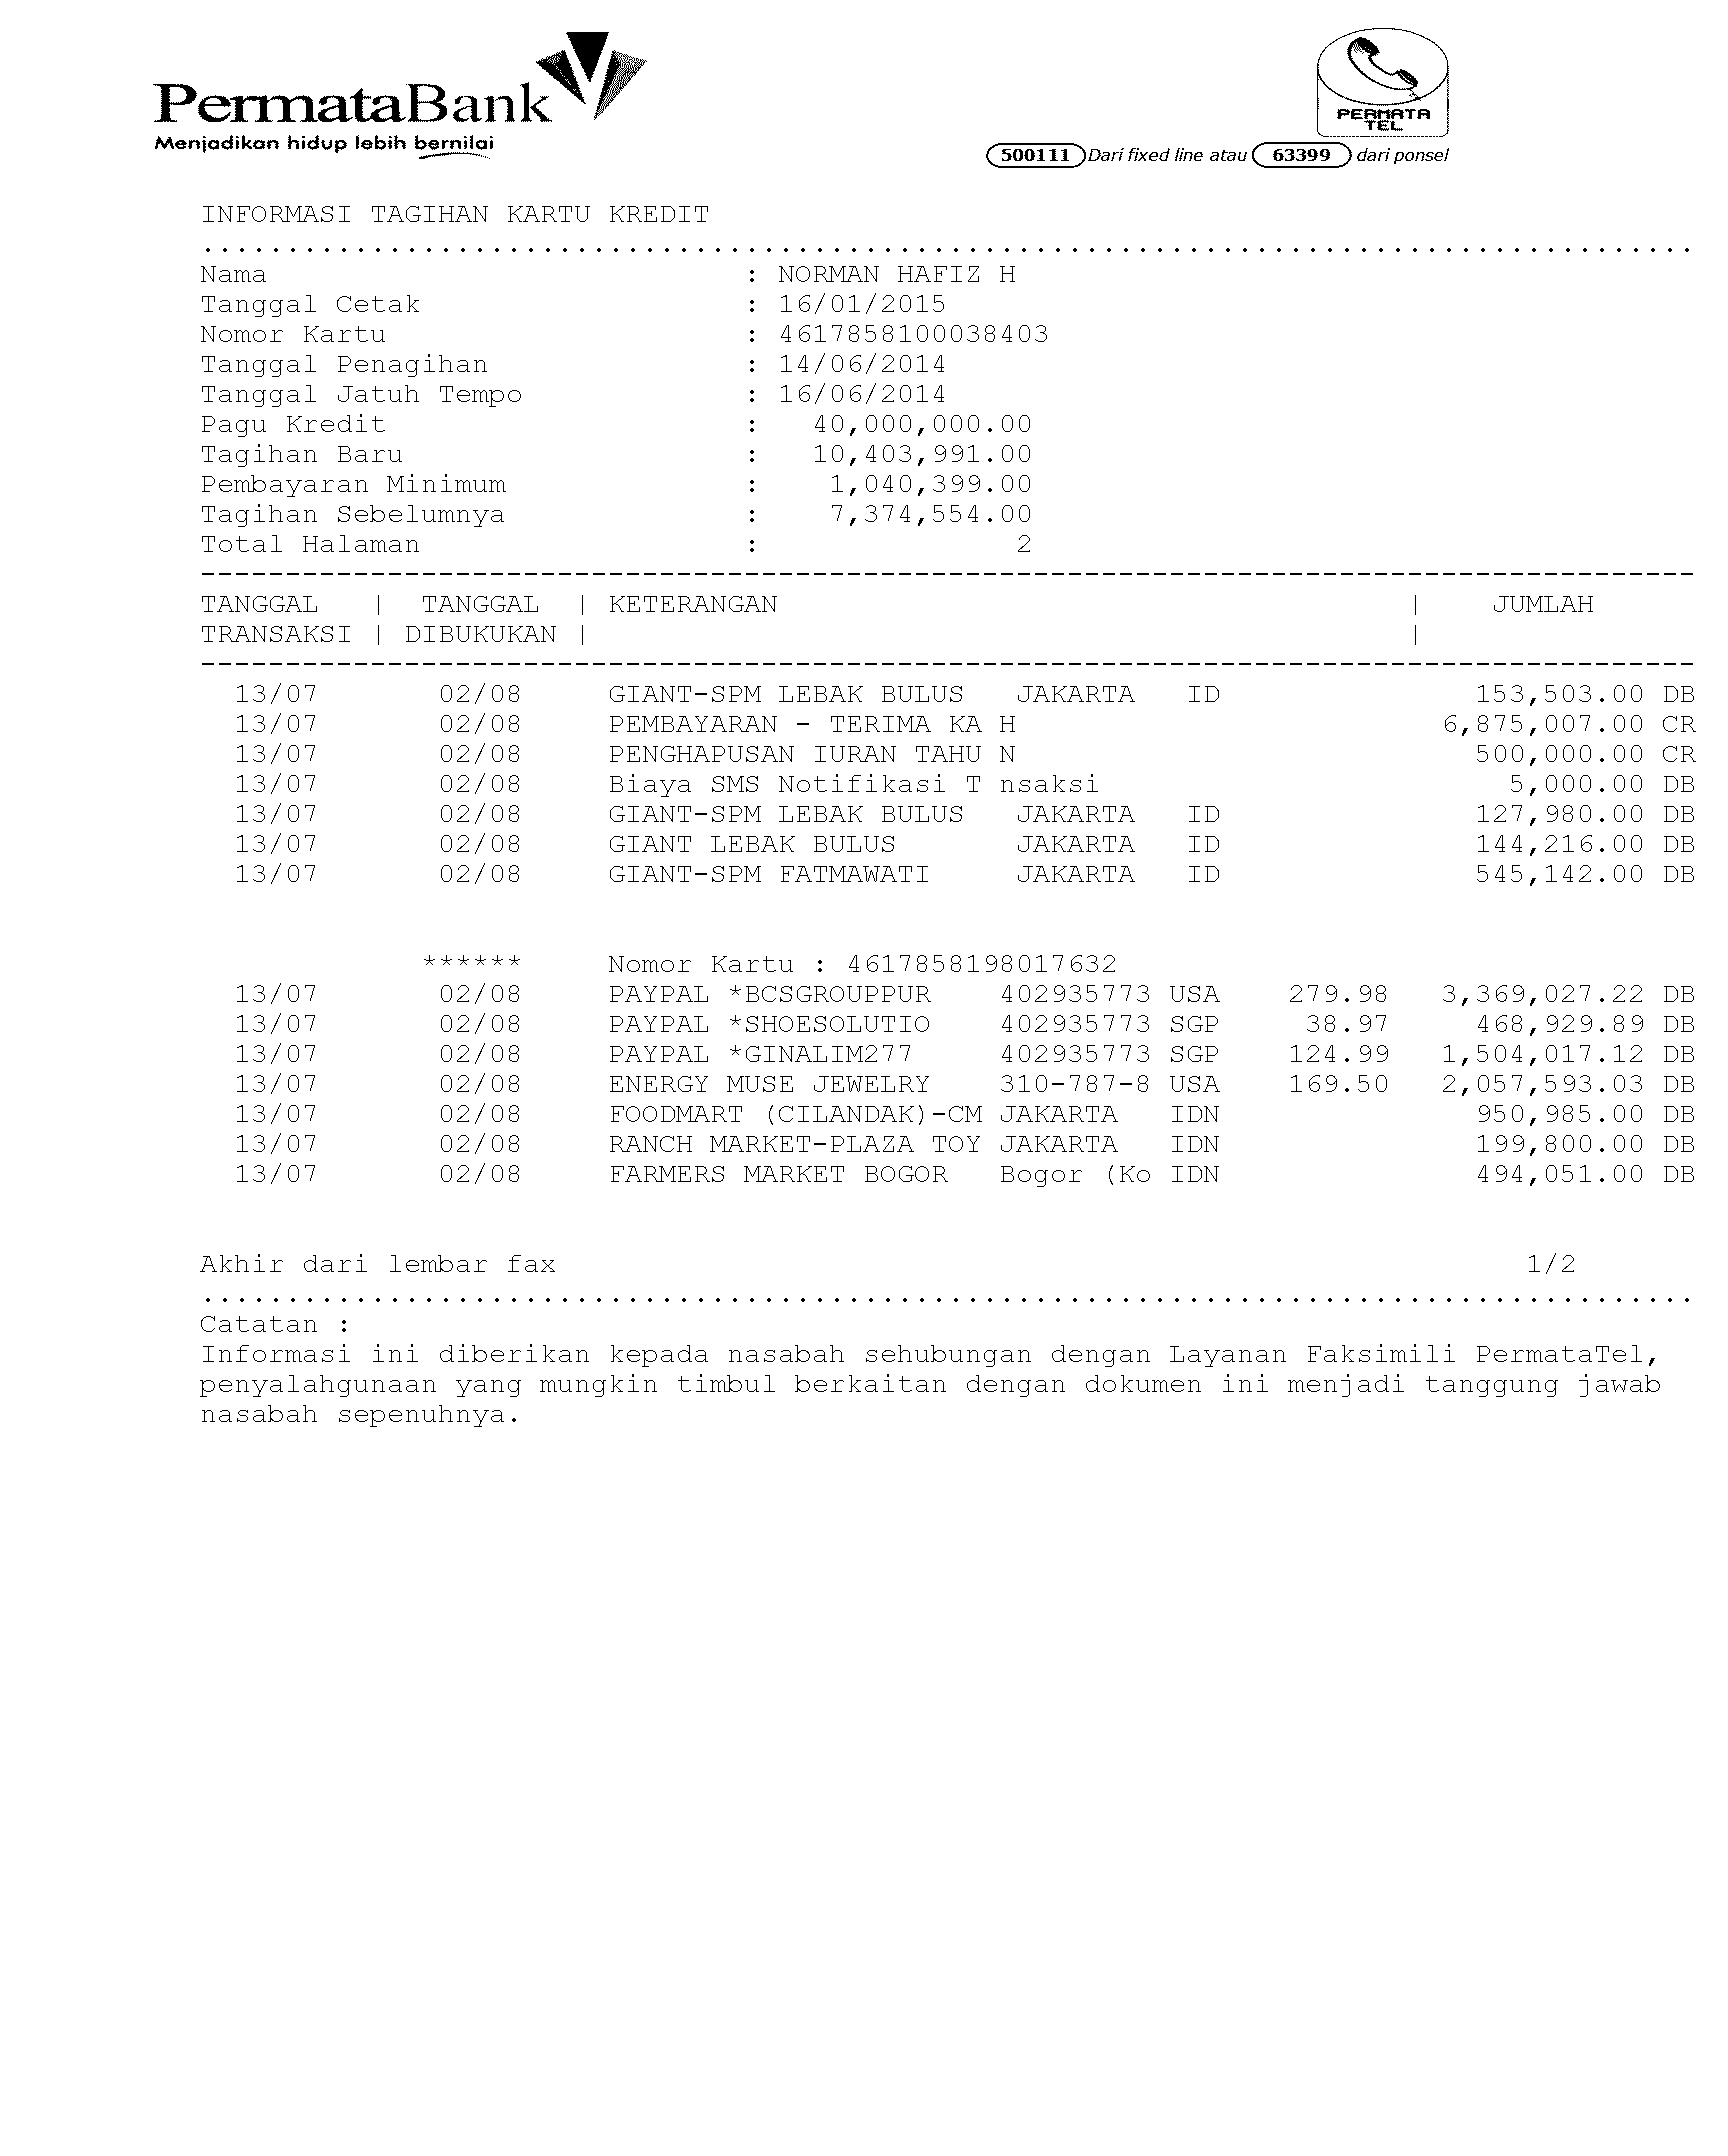 PermataBank
Menjadikan hidup lebih bernilai
PERMATA
TEL
500111 Dari fixed line atau 63399 dari ponsel
INFORMASI TAGIHAN KARTU KREDIT
........................................................................................
Nama : NORMAN HAFIZ H
Tanggal Cetak : 16/01/2015
Nomor Kartu : 4617858100038403
Tanggal Penagihan : 14/06/2014
Tanggal Jatuh Tempo : 16/06/2014
Pagu Kredit : 40,000,000.00
Tagihan Baru : 10,403,991.00
Pembayaran Minimum : 1,040,399.00
Tagihan Sebelumnya : 7,374,554.00
Total Halaman : 2
----------------------------------------------------------------------------------------
TANGGAL | TANGGAL | KETERANGAN | JUMLAH
TRANSAKSI | DIBUKUKAN | |
----------------------------------------------------------------------------------------
13/07 02/08 GIANT-SPM LEBAK BULUS JAKARTA ID 153,503.00 DB
13/07 02/08 PEMBAYARAN - TERIMA KA H 6,875,007.00 CR
13/07 02/08 PENGHAPUSAN IURAN TAHU N 500,000.00 CR
13/07 02/08 Biaya SMS Notifikasi T nsaksi 5,000.00 DB
13/07 02/08 GIANT-SPM LEBAK BULUS JAKARTA ID 127,980.00 DB
13/07 02/08 GIANT LEBAK BULUS JAKARTA ID 144,216.00 DB
13/07 02/08 GIANT-SPM FATMAWATI JAKARTA ID 545,142.00 DB
****** Nomor Kartu : 4617858198017632
13/07 02/08 PAYPAL *BCSGROUPPUR 402935773 USA 279.98 3,369,027.22 DB
13/07 02/08 PAYPAL *SHOESOLUTIO 402935773 SGP 38.97 468,929.89 DB
13/07 02/08 PAYPAL *GINALIM277 402935773 SGP 124.99 1,504,017.12 DB
13/07 02/08 ENERGY MUSE JEWELRY 310-787-8 USA 169.50 2,057,593.03 DB
13/07 02/08 FOODMART (CILANDAK)-CM JAKARTA IDN 950,985.00 DB
13/07 02/08 RANCH MARKET-PLAZA TOY JAKARTA IDN 199,800.00 DB
13/07 02/08 FARMERS MARKET BOGOR Bogor (Ko IDN 494,051.00 DB
Akhir dari lembar fax 1/2
........................................................................................
Catatan :
Informasi ini diberikan kepada nasabah sehubungan dengan Layanan Faksimili PermataTel,
penyalahgunaan yang mungkin timbul berkaitan dengan dokumen ini menjadi tanggung jawab
nasabah sepenuhnya.